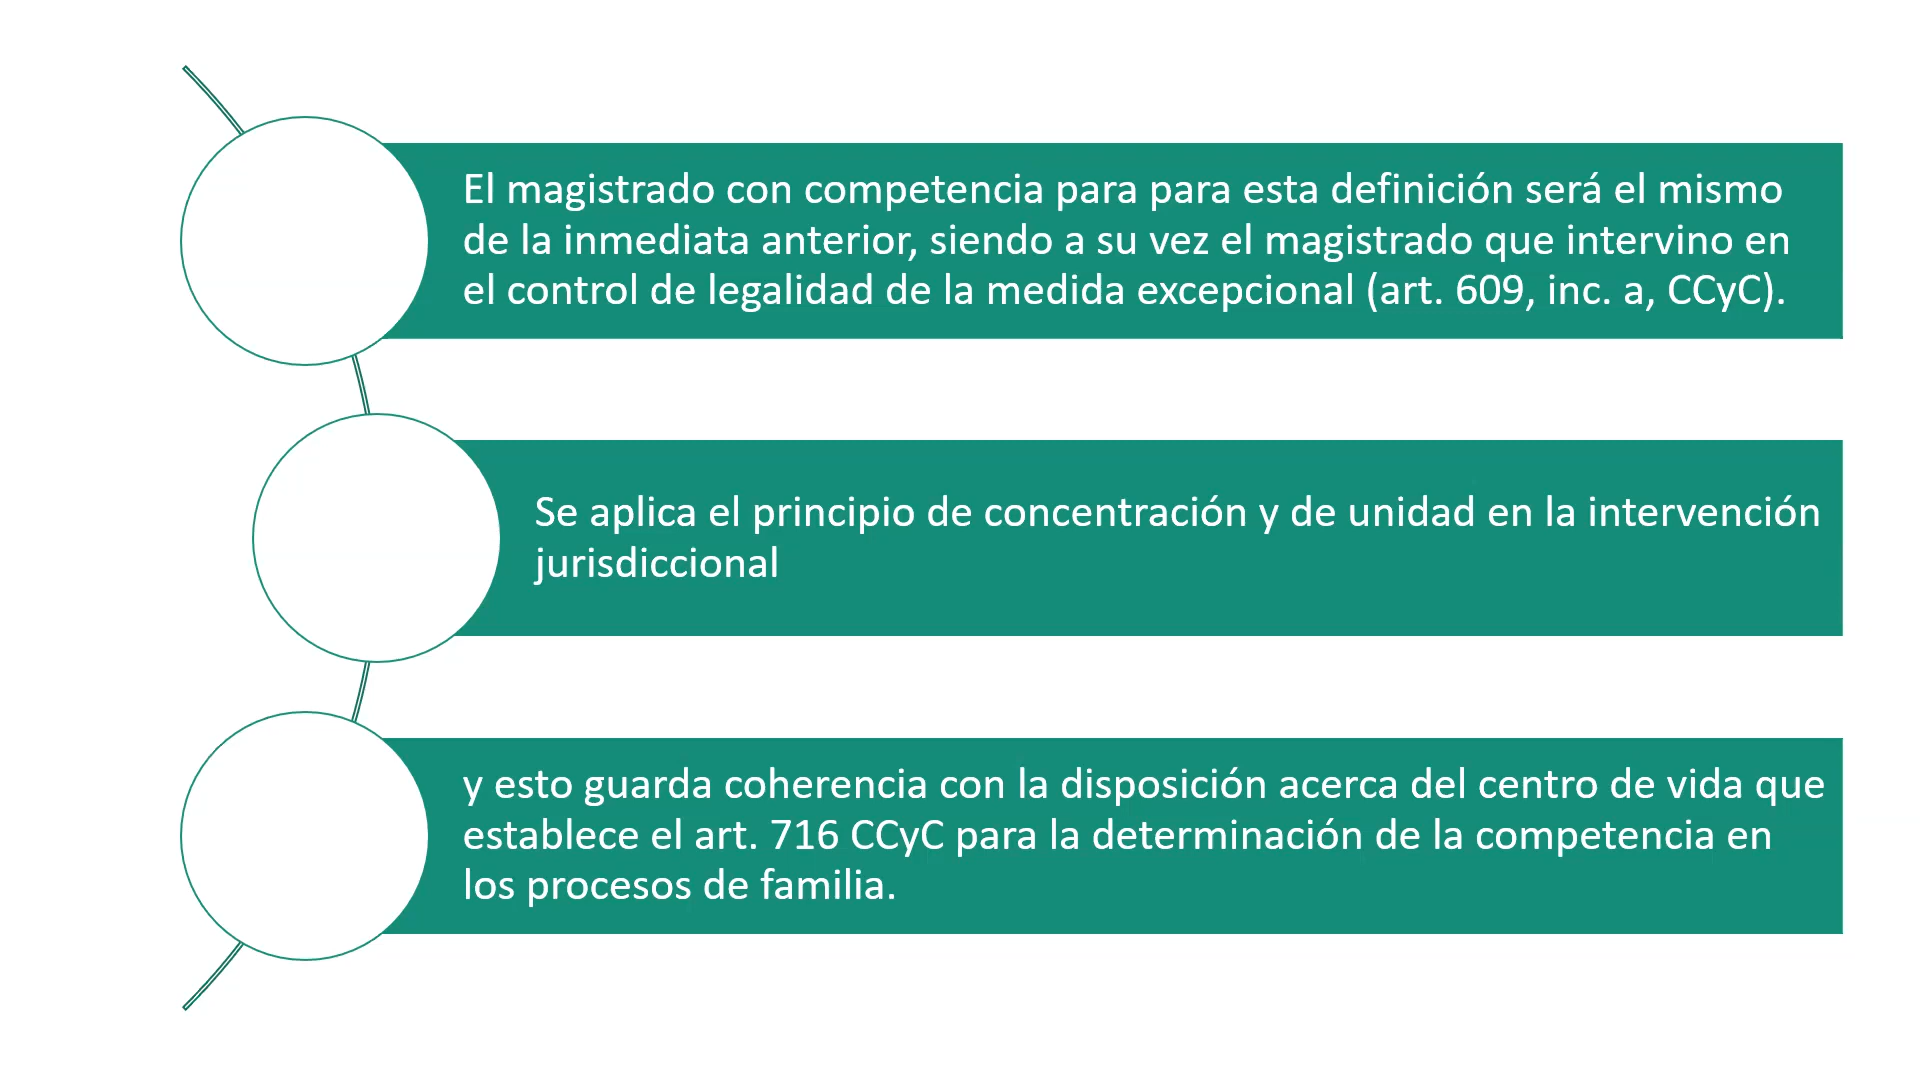 El magistrado con competencia para para esta definición será el mismo
de la inmediata anterior, siendo a su vez el magistrado que intervino en
el control de legalidad de la medida excepcional (art. 609, inc. a, CCyC).
Se aplica el principio de concentración y de unidad en la intervención
jurisdiccional
y esto guarda coherencia con la disposición acerca del centro de vida que
establece el art. 716 CCyC para la determinación de la competencia en
los procesos de familia.